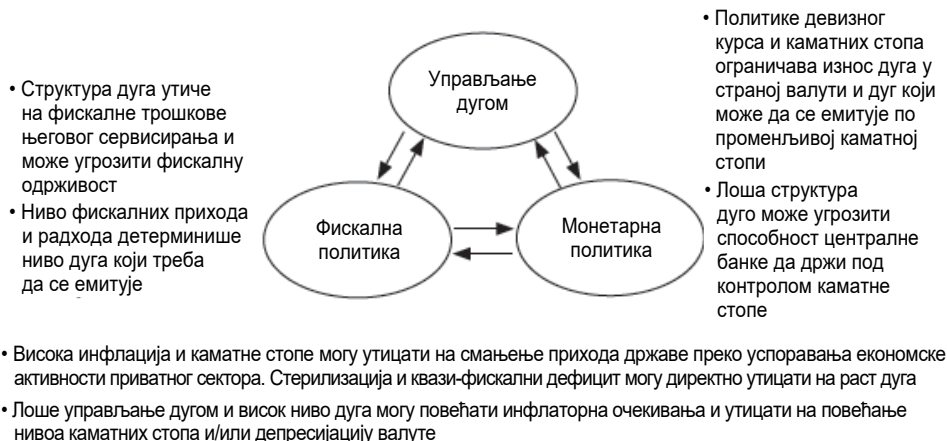 • Структура дуга утиче
на фискалне трошкове
његовог сервисирања и
може угрозити фискалну
одрживост
• Ниво фискалних прихода
и радхода детерминише
ниво дуга који треба
да се емитује
Управљање
дугом
Фискална
политика
Монетарна
политика
• Политике девизног
курса и каматних стопа
ограничава износ дуга у
страној валути и дуг који
може да се емитује по
променљивој каматној
стопи
• Лоша структура
дуго може угрозити
способност централне
банке да држи под
контролом каматне
стопе
• Висока инфлација и каматне стопе могу утицати на смањење прихода државе преко успоравања економске
активности приватног сектора. Стерилизација и квази-фискални дефицит могу директно утицати на раст дуга
• Лоше управљање дугом и висок ниво дуга могу повећати инфлаторна очекивања и утицати на повећање
нивоа каматних стопа и/или депресијацију валуте